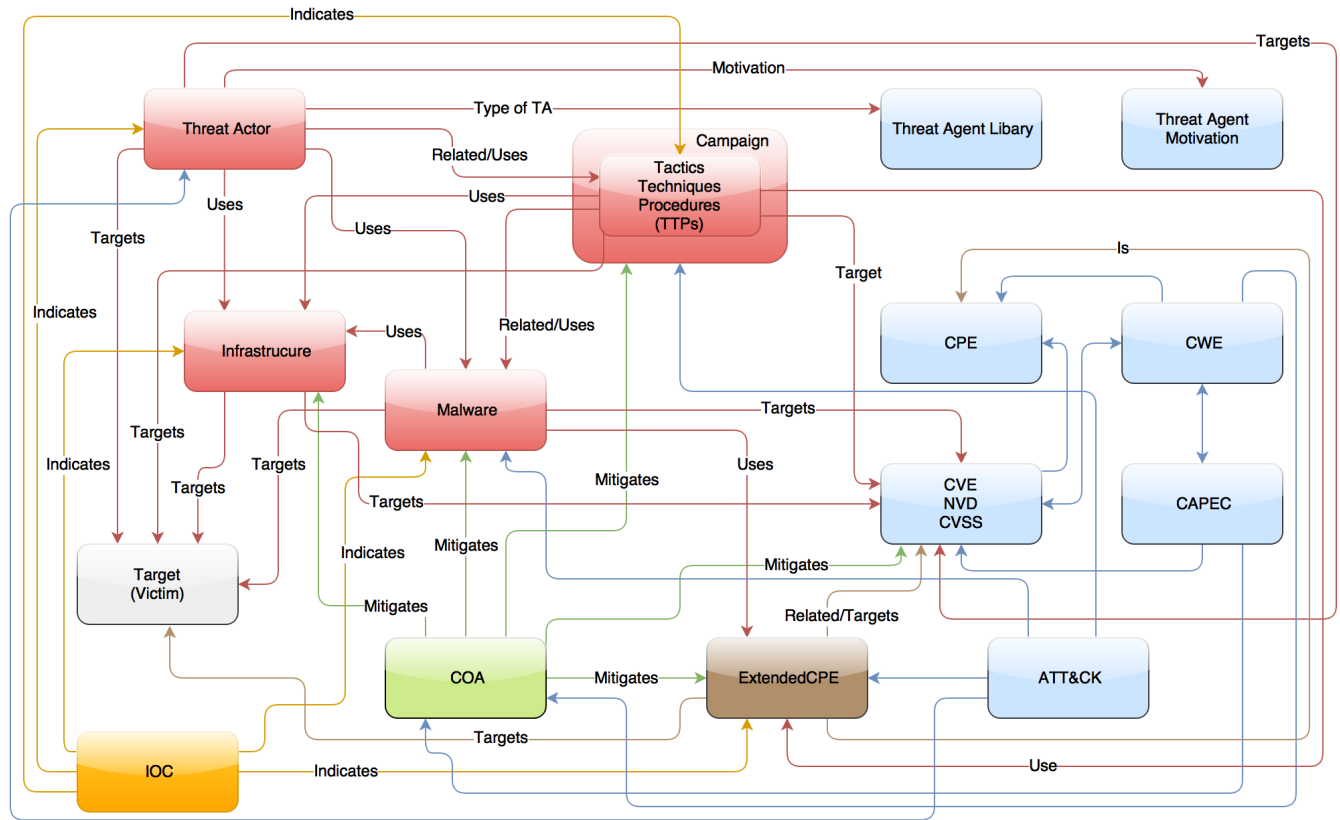 Indicates
Targets
Motivation
Type of TA
Threat Actor
Threat Agent Libary
Threat Agent
Motivation
Campaign
Related/Uses
Tactics
Techniques
Procedures
(TTPs)
Uses
Uses
Uses
Targets
Is
Target
Indicates
Related/Uses
Uses
Infrastrucure
CPE
CWE
Malware
Targets
Targets
Indicates
Targets
Uses
Targets
Mitigates
Targets
CVE
NVD
CVSS
CAPEC
Mitigates
Indicates
Mitigates
Target
(Victim)
Mitigates
Related/Targets
COA
Mitigates
ExtendedCPE
ATT&CK
Targets
IOC
Indicates
Use